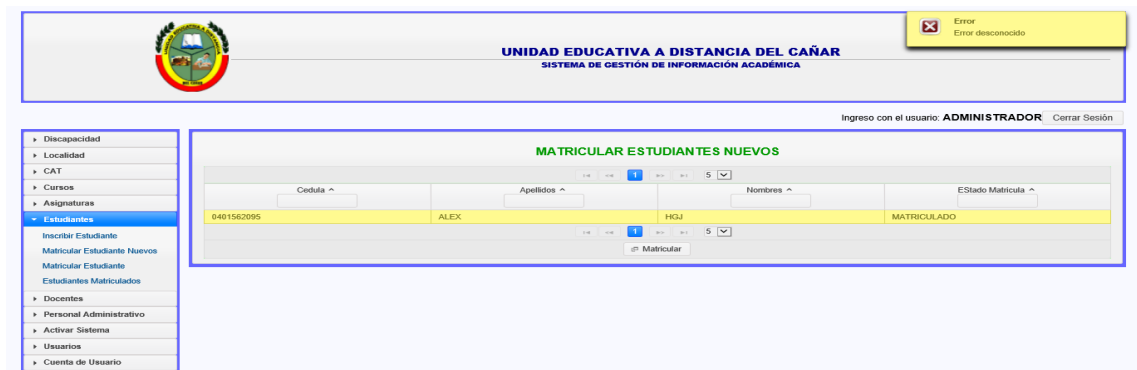 Error
Error desconocido
UNIDAD EDUCATIVA A DISTANCIA DEL CAÑAR
SISTEMA DE GESTIÓN DE INFORMACIÓN ACADÉMICA
Ingreso con el usuario: ADMINISTRADOR Cerrar Sesión
Discapacidad
Localidad
CAT
Cursos
Asignaturas
Estudiantes
Inscribir Estudiante
Matricular Estudiante Nuevos
Matricular Estudiante
Estudiantes Matriculados
Docentes
Personal Administrativo
Activar Sistema
Usuarios
Cuenta de Usuario
MATRICULAR ESTUDIANTES NUEVOS
1 5
Cedula Apellidos Nombres EStado Matricula
0401562095 ALEX HGJ MATRICULADO
1 5
Matricular